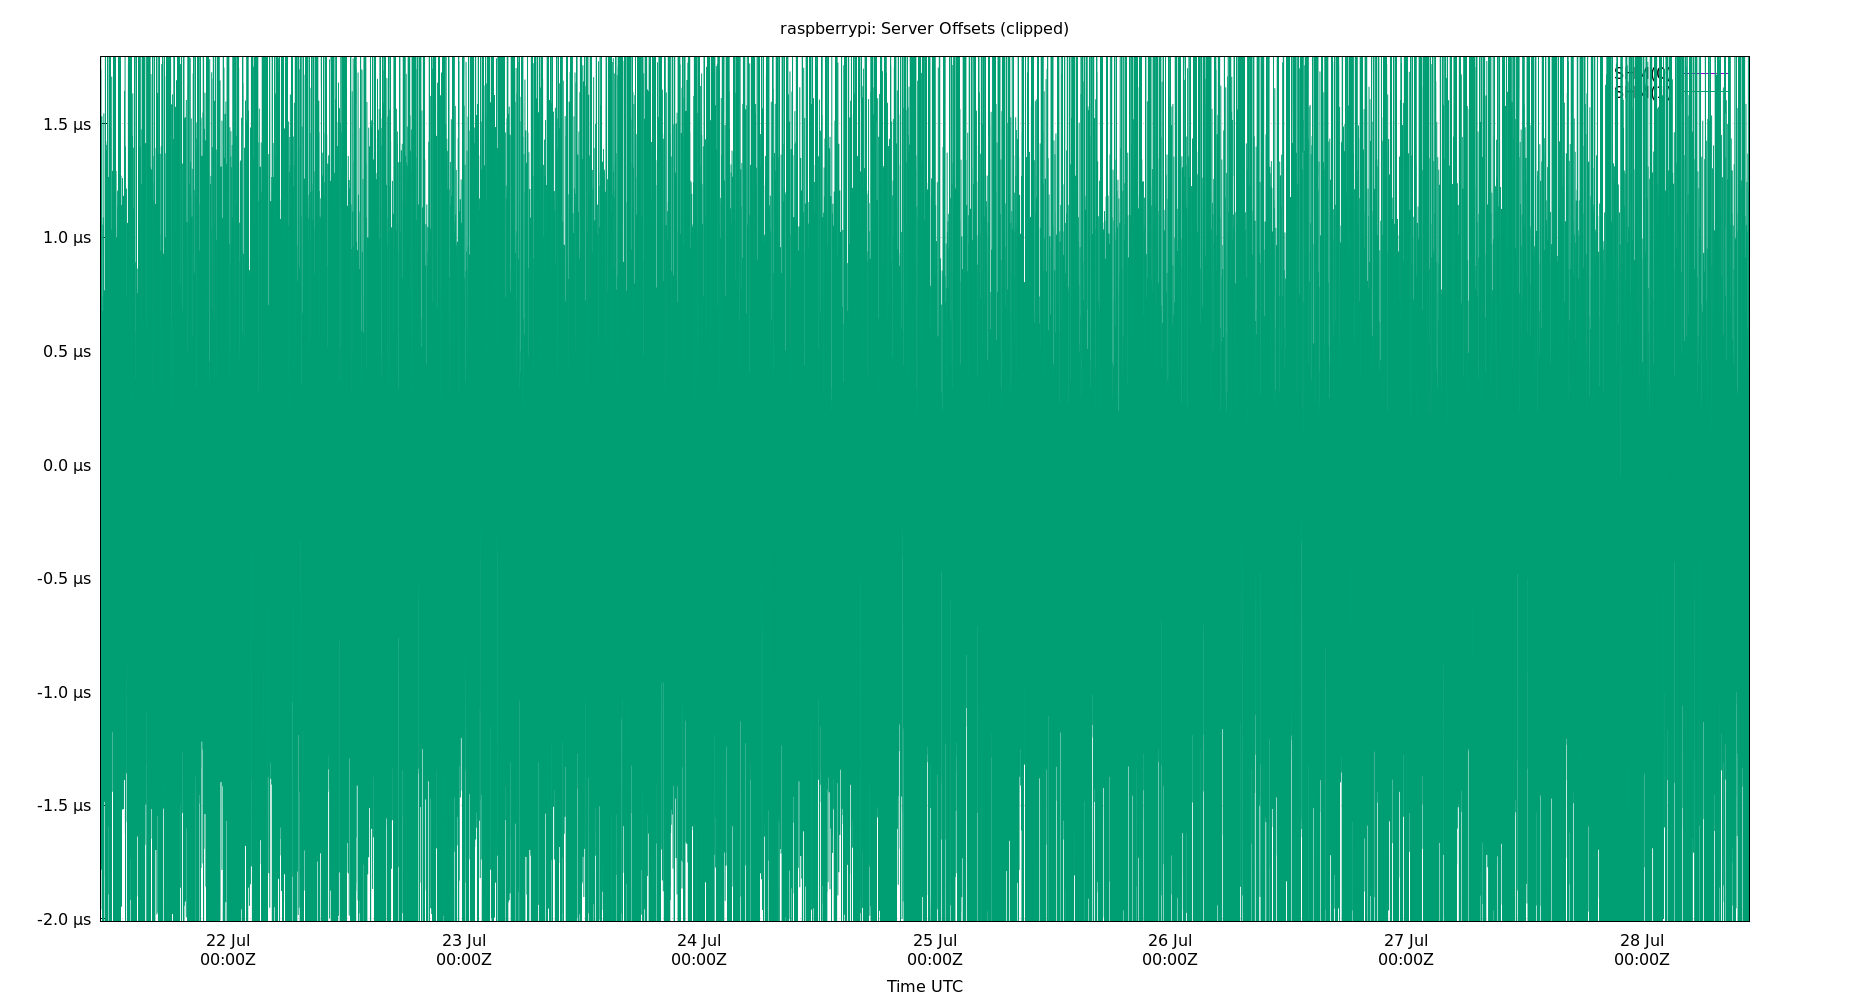 raspberrypi: Server Offsets (clipped)
1.5 µs
1.0 µs
0.5 µs
0.0 µs
-0.5 µs
-1.0 µs
-1.5 µs
-2.0 µs
22 Jul
00:00Z
23 Jul
00:00Z
24 Jul
00:00Z
25 Jul
00:00Z
26 Jul
00:00Z
27 Jul
00:00Z
28 Jul
00:00Z
Time UTC